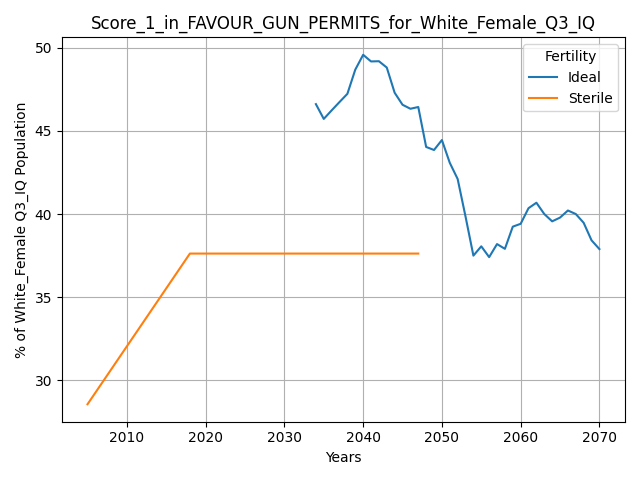 Score_1_in_FAVOUR_GUN_PERMITS_for_White_Female_Q3_IQ
% of White_Female Q3_IQ Population
50
45
40
35
30
Fertility
Ideal
Sterile
2010 2020 2030 2040 2050 2060 2070
Years